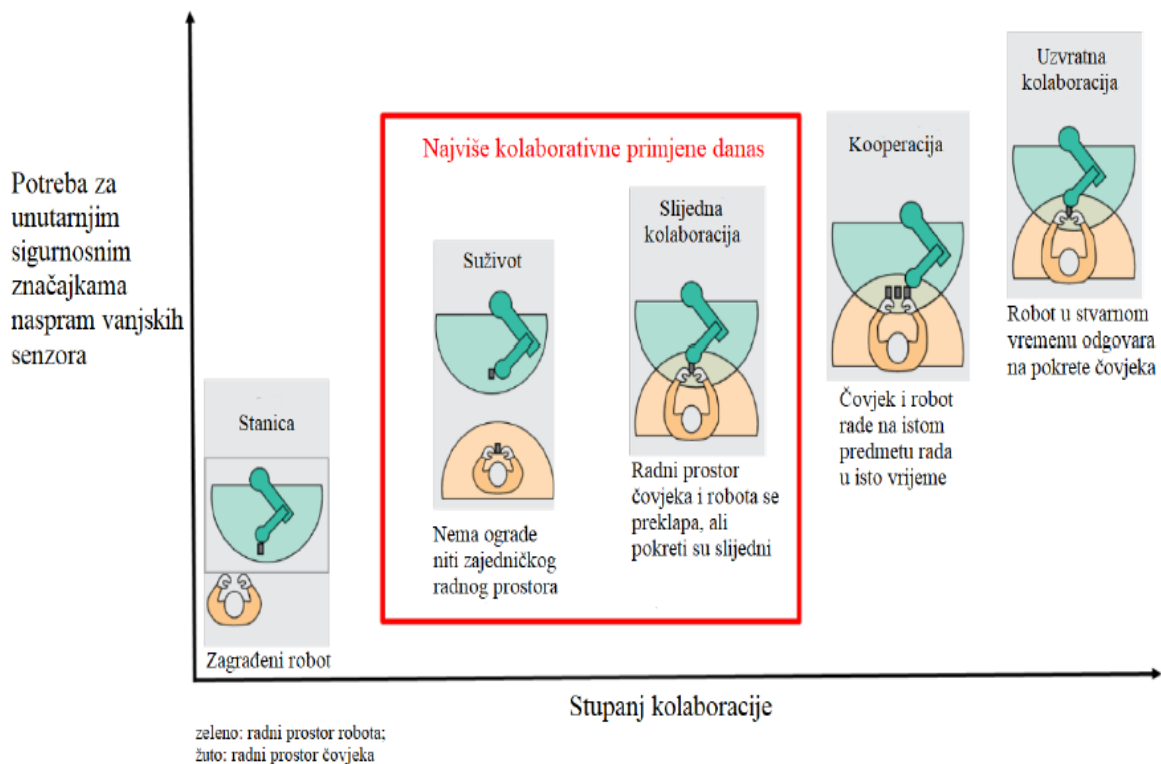 Potreba za
unutarnjim
sigurnosnim
značajkama
naspram vanjskih
senzora
Stanica
Zagrađeni robot
Najviše kolaborativne primjene danas
Suživot
Nema ograde
niti zajedničkog
radnog prostora
Slijedna
kolaboracija
Radni prostor
čovjeka i robota se
preklapa, ali
pokreti su slijedni
Kooperacija
Čovjek i robot
rade na istom
predmetu rada
u isto vrijeme
Uzvratna
kolaboracija
Robot u stvarnom
vremenu odgovara
na pokrete čovjeka
Stupanj kolaboracije
zeleno: radni prostor robota;
žuto: radni prostor čovjeka